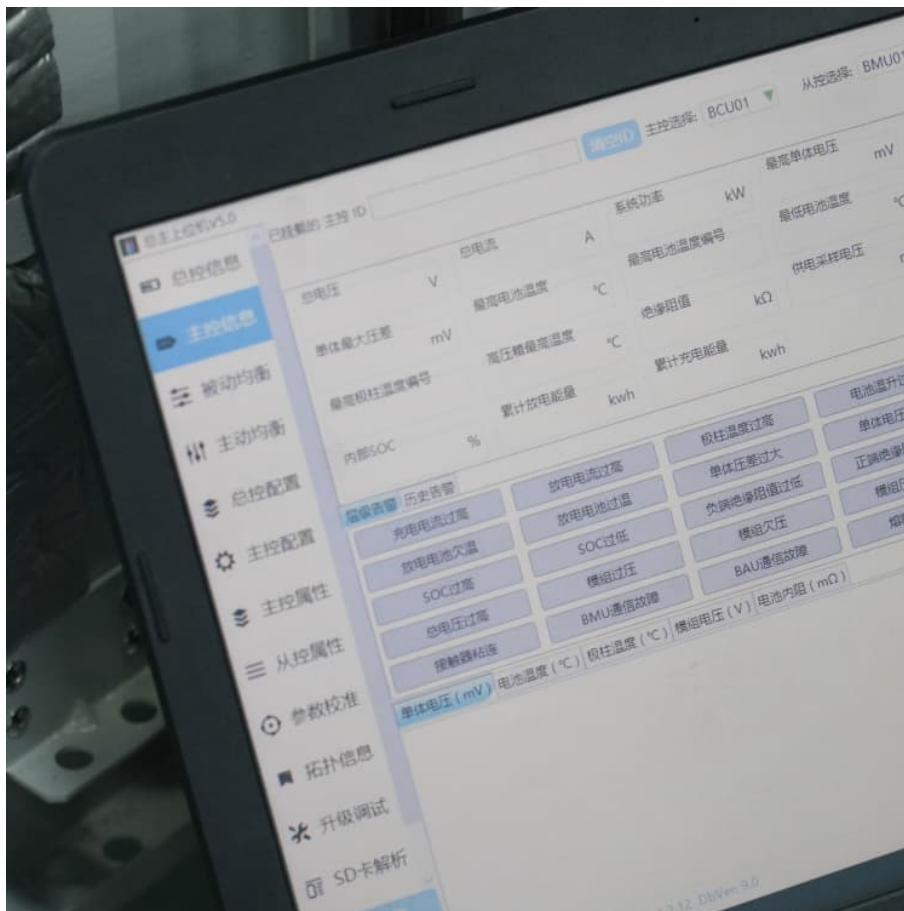 总主上位机V5.0
已挂载的 主控 ID 清空ID 主控选择: BCU01 从控选择: BMU01
总控信息
主控信息
被动均衡
主动均衡
总控配置
主控配置
主控属性
从控属性
参数校准
拓扑信息
升级调试
SD卡解析
总电压 V 总电流 A 系统功率 kW 最高单体电压 mV
单体最大压差 mV 最高电池温度 ℃ 最高电池温度编号 最低电池温度 ℃
最高极柱温度编号 高压箱最高温度 ℃ 绝缘阻值 kΩ 供电采样电压
内部SOC % 累计放电能量 kwh 累计充电能量 kwh
层级告警 历史告警
充电电流过高 放电电流过高 极柱温度过高 电池温升过
放电电池欠温 放电电池过温 单体压差过大 单体电压
SOC过高 SOC过低 负端绝缘阻值过低 正端绝缘阻
总电压过高 模组过压 模组欠压 模组
接触器粘连 BMU通信故障 BAU通信故障
单体电压 ( mV ) 电池温度 ( ℃ ) 极柱温度 ( ℃ ) 模组电压 ( V ) 电池内阻 ( mΩ )
2.12 DbVer: 9.0